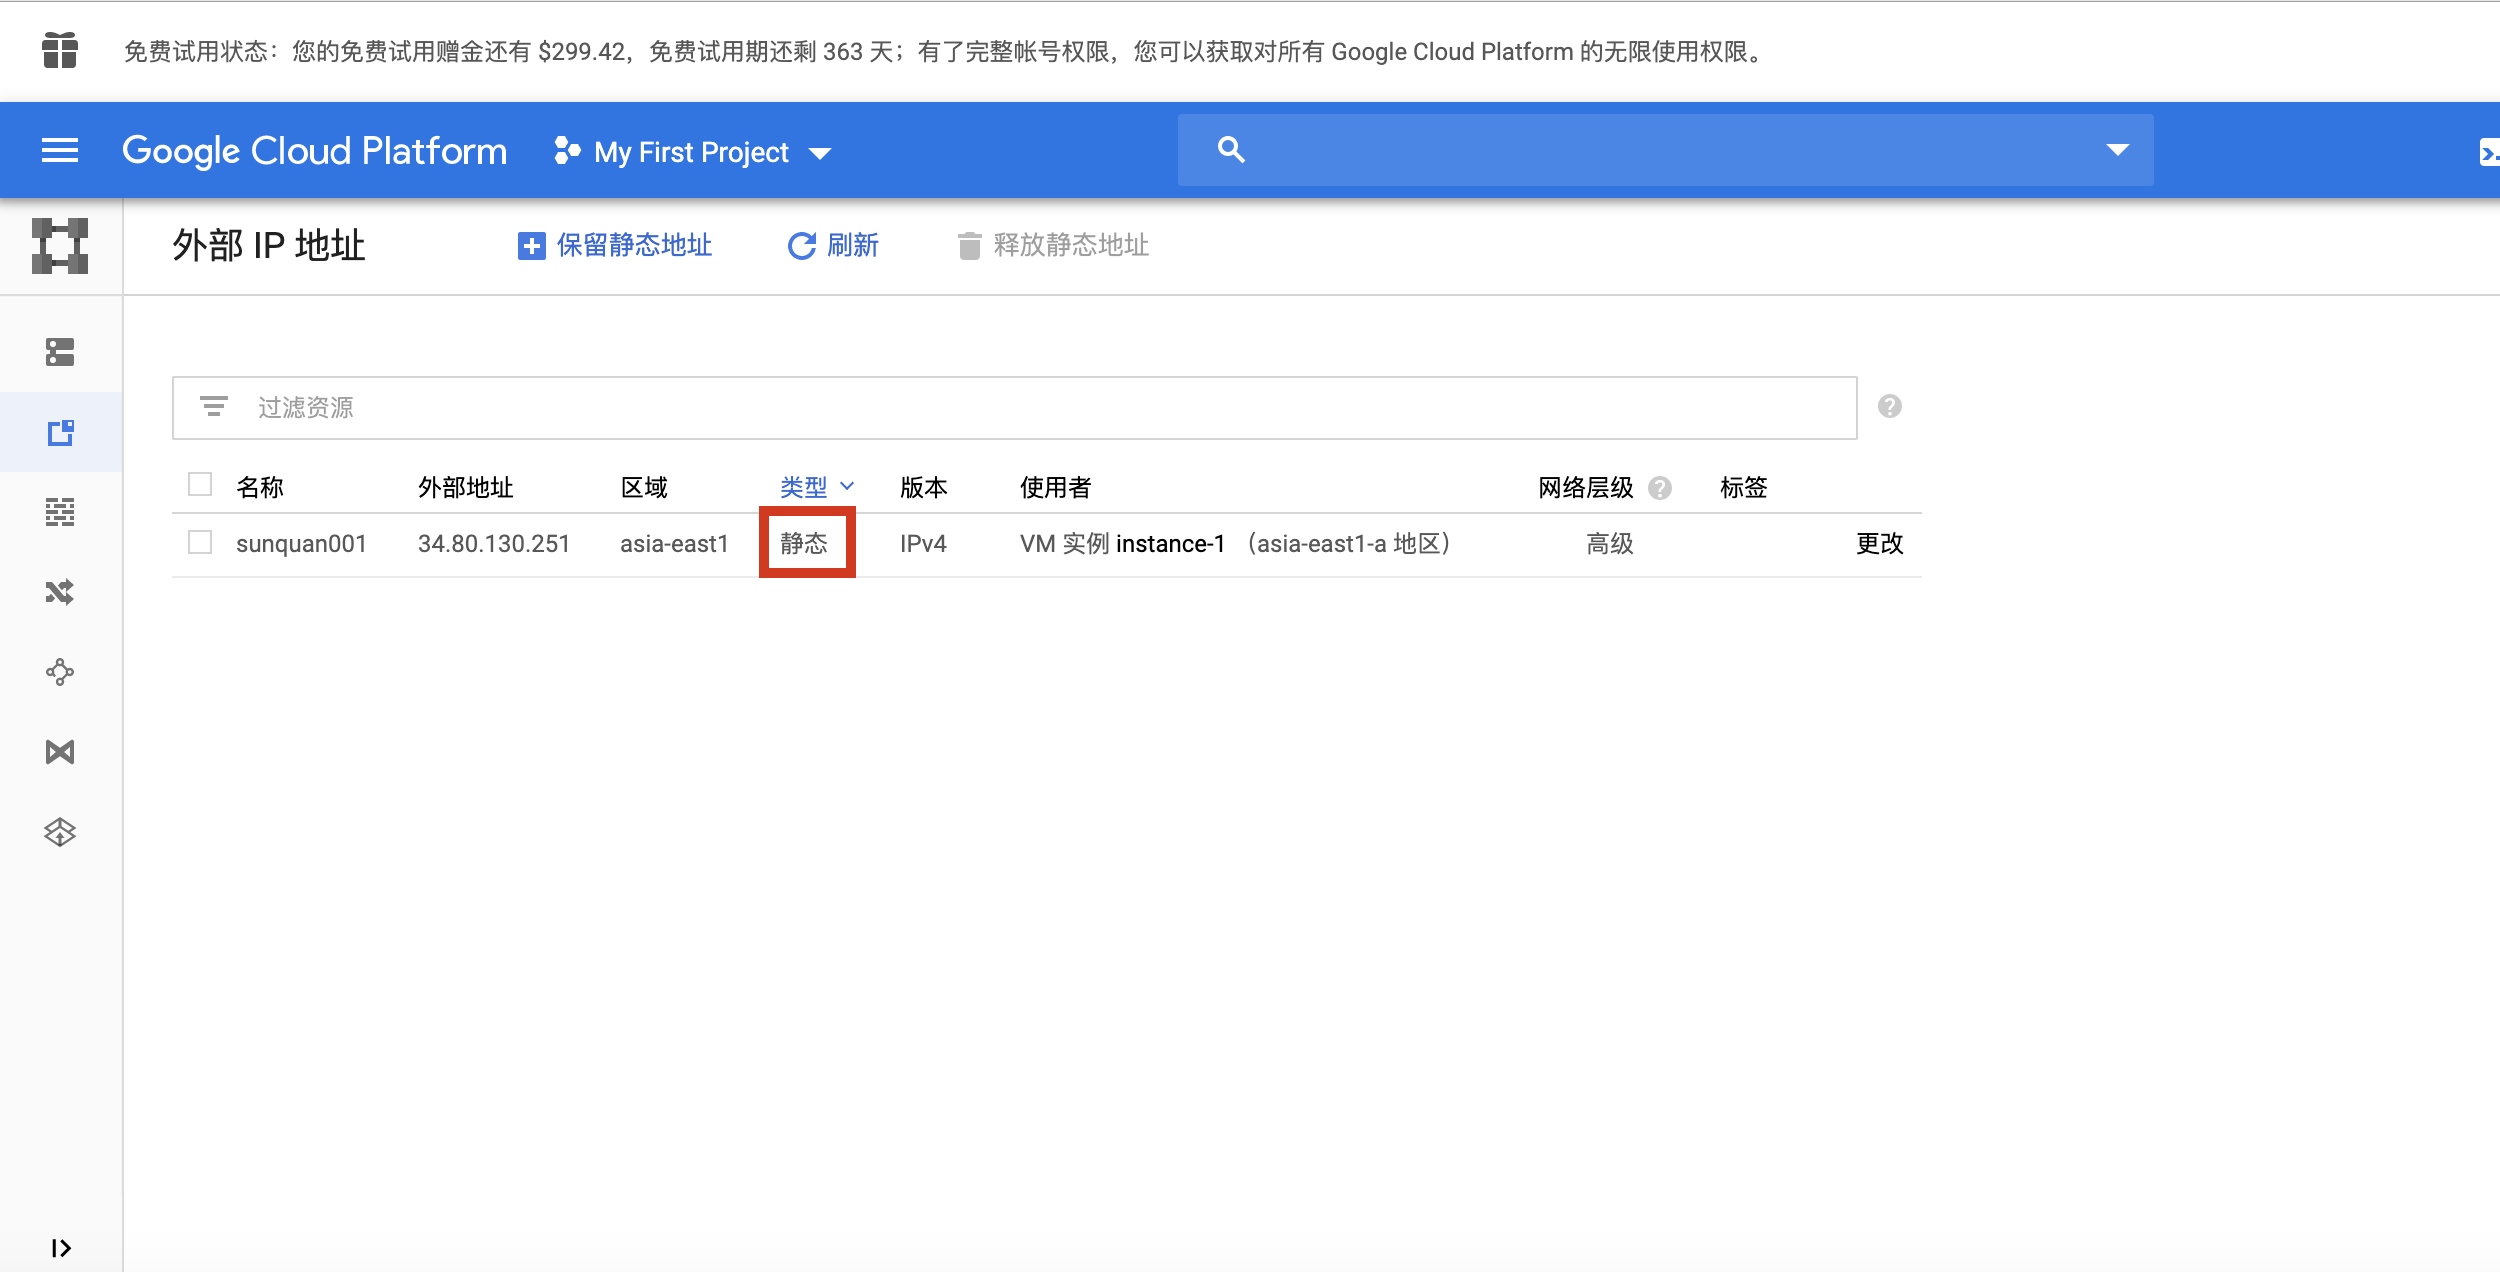 免费试用状态：您的免费试用赠金还有 $299.42，免费试用期还剩 363 天；有了完整帐号权限，您可以获取对所有 Google Cloud Platform 的无限使用权限。
Google Cloud Platform My First Project
外部 IP 地址 保留静态地址 刷新 释放静态地址
过滤资源
名称 外部地址 区域 类型 版本 使用者 网络层级 标签
sunquan001 34.80.130.251 asia-east1 静态 IPv4 VM 实例 instance-1 （asia-east1-a 地区） 高级 更改